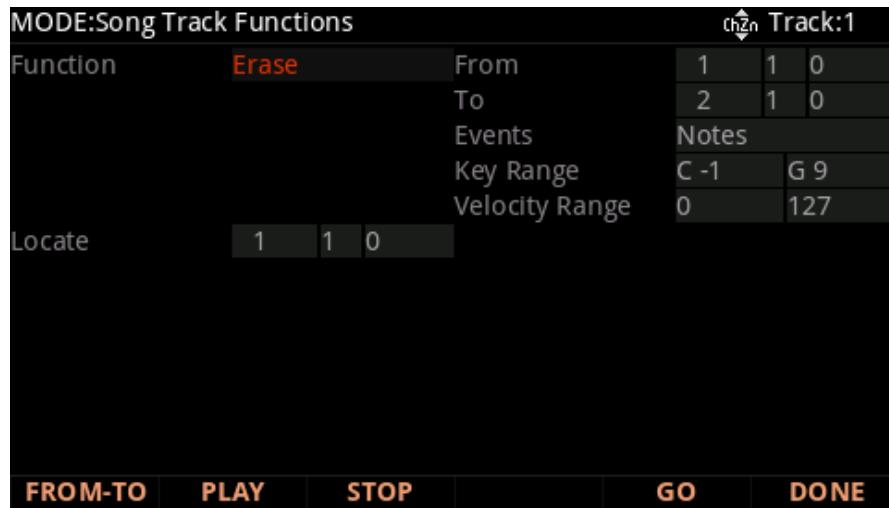 MODE:Song Track Functions ChZn Track:1
Function Erase From 1 1 0
To 2 1 0
Events Notes
Key Range C -1 G 9
Velocity Range 0 127
Locate 1 1 0
FROM-TO PLAY STOP GO DONE